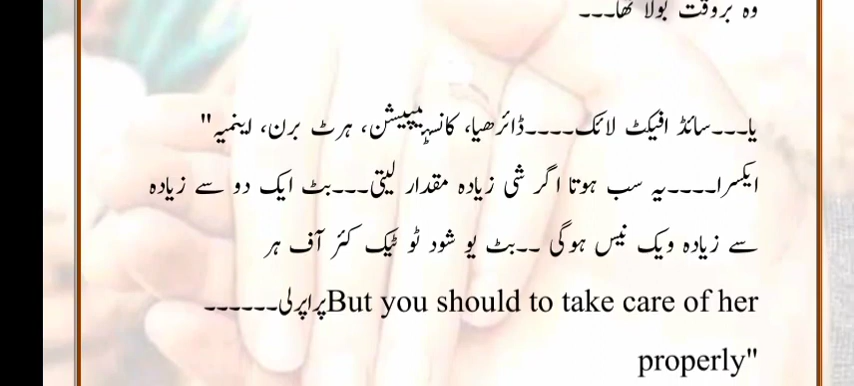 وہ بروقت بولا تھا۔۔۔
یا۔۔۔سائڈ افیکٹ لائک۔۔۔۔ڈائرھیا، کانسٹیپیشن، ہرٹ برن، اینمیہ"
ایکسرا۔۔۔۔یہ سب ہوتا اگر شی زیادہ مقدار لیتی۔۔۔بٹ ایک دو سے زیادہ
سے زیادہ ویک نیس ہوگی ۔۔بٹ یو شود ٹو ٹیک کئر آف ہر
پراپرلی۔۔۔۔۔۔But you should to take care of her
properly"